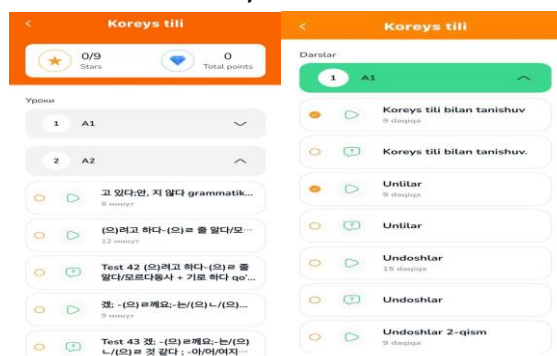 Koreys tili
0/9
Stars
0
Total points
Уроки
1 A1
2 A2
고 있다;만, 지 않다 grammatik...
8 минут
(으)려고 하다-(으)ㄹ 줄 알다/모...
12 минут
Test 42 (으)려고 하다-(으)ㄹ 줄
알다/모르다동사 + 기로 하다 qo'...
겠; -(으)ㄹ께요;-는/(으)ㄴ/(으)...
9 минут
Test 43 겠; -(으)ㄹ께요;-는/(으)
ㄴ/(으)ㄹ 것 같다 ; -아/어/여지...
Koreys tili
Darslar
1 A1
Koreys tili bilan tanishuv
9 daqiqa
Koreys tili bilan tanishuv.
Unlilar
9 daqiqa
Unlilar
Undoshlar
15 daqiqa
Undoshlar
Undoshlar 2-qism
9 daqiqa